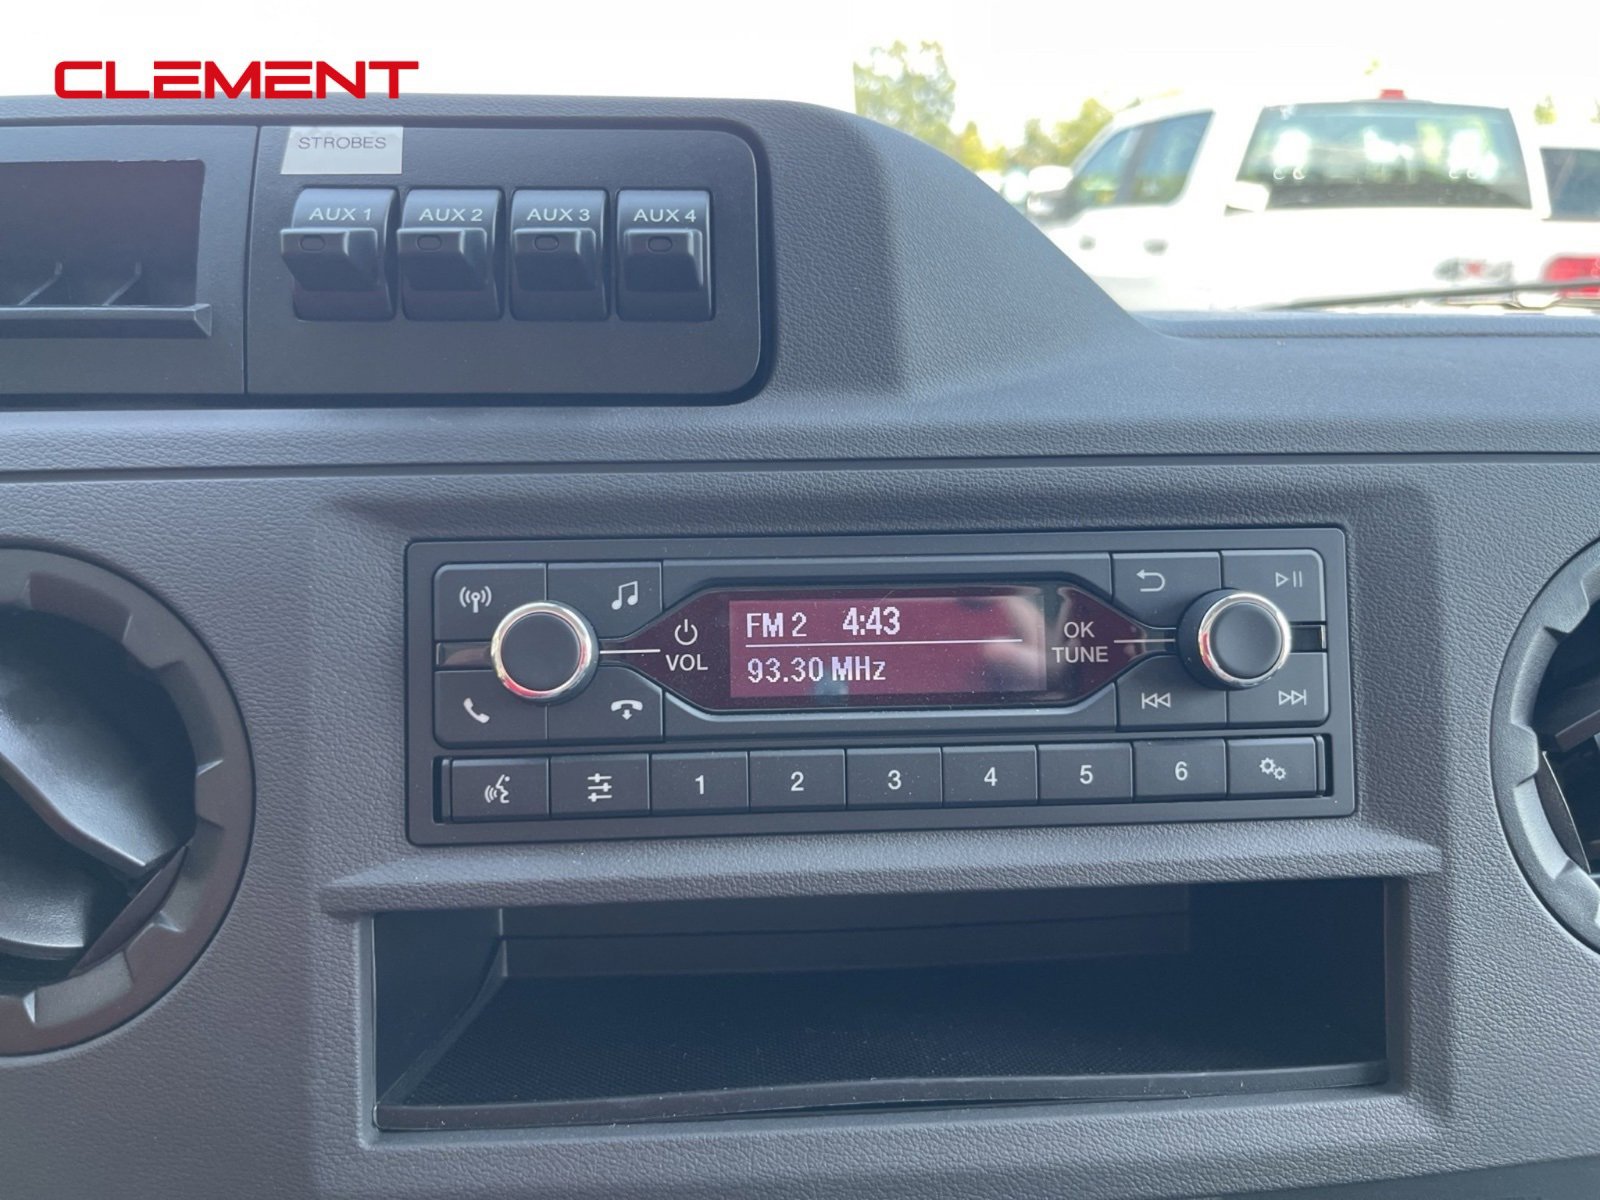 CLEMENT
STROBES
AUX 1 AUX 2 AUX 3 AUX 4
FM 2 4:43
93.30 MHz
VOL
OK
TUNE
1 2 3 4 5 6